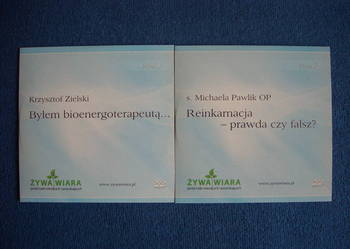 Krzysztof Zielski
Byłem bioenergoterapeutą...
ŻYWA WIARA
www.zywawiara.pl
s. Michaela Pawlik OP
Reinkarnacja
– prawda czy fałsz?
ŻYWA WIARA
www.zywawiara.pl